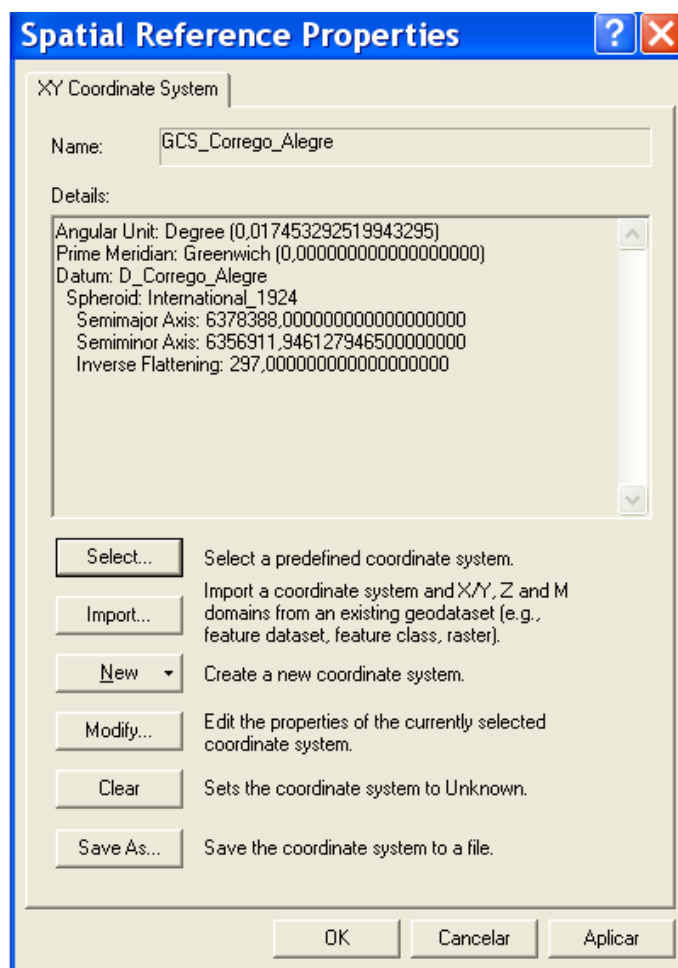 Spatial Reference Properties
XY Coordinate System
Name: GCS_Corrego_Alegre
Details:
Angular Unit: Degree (0,017453292519943295)
Prime Meridian: Greenwich (0,000000000000000000)
Datum: D_Corrego_Alegre
Spheroid: International_1924
Semimajor Axis: 6378388,000000000000000000
Semiminor Axis: 6356911,946127946500000000
Inverse Flattening: 297,000000000000000000
Select... Select a predefined coordinate system.
Import... Import a coordinate system and X/Y, Z and M
domains from an existing geodataset (e.g.,
feature dataset, feature class, raster).
New Create a new coordinate system.
Modify... Edit the properties of the currently selected
coordinate system.
Clear Sets the coordinate system to Unknown.
Save As... Save the coordinate system to a file.
OK Cancelar Aplicar